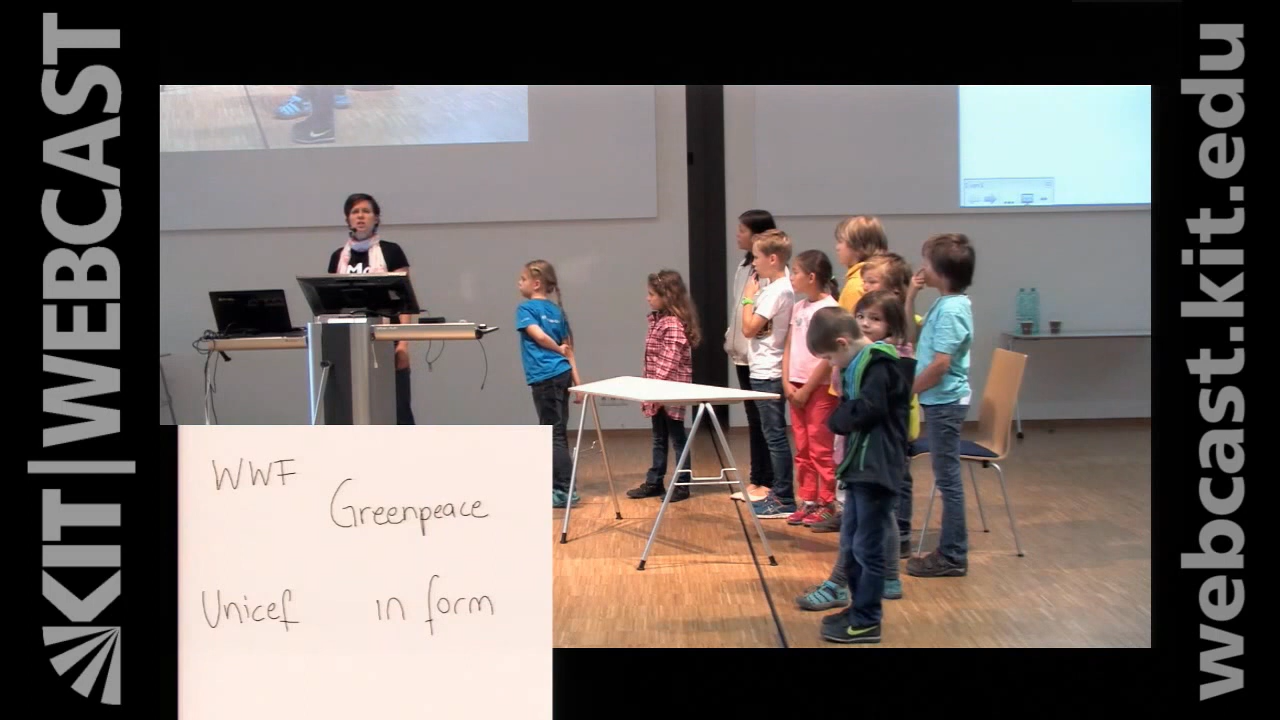 KIT | WEBCAST
WWF
Greenpeace
Unicef in form
webcast.kit.edu